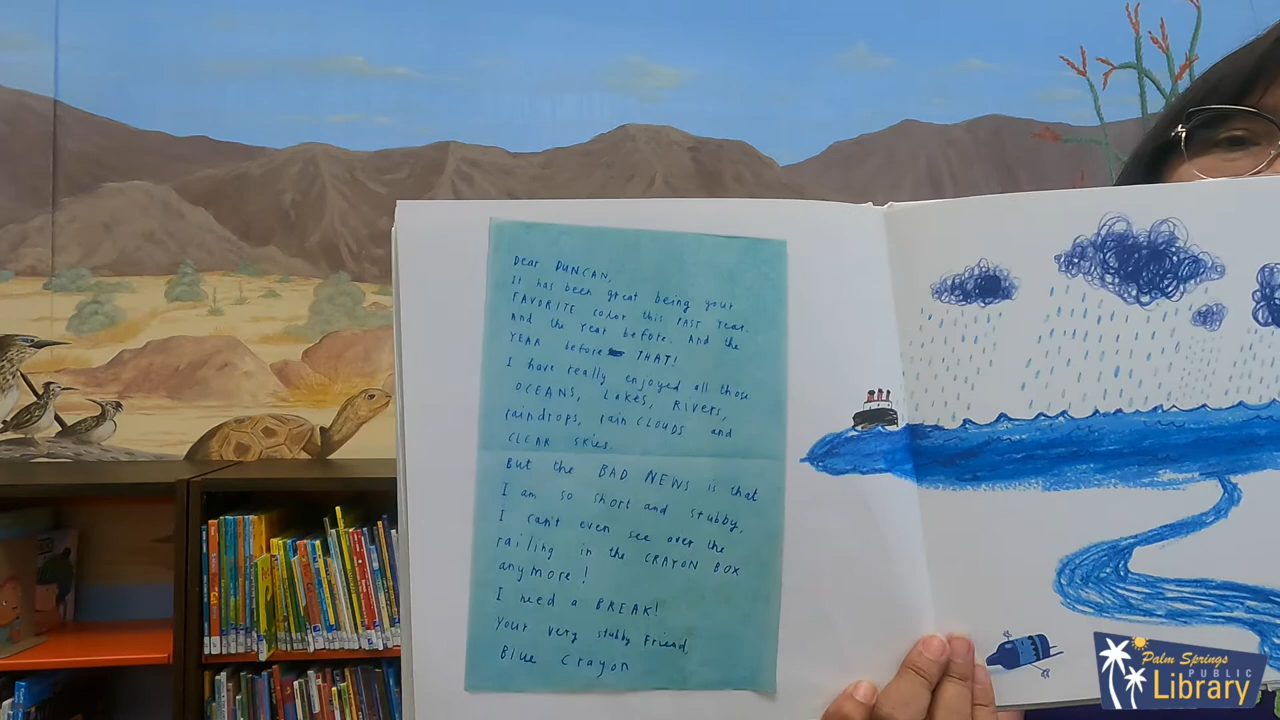 Dear DUNCAN,
It has been great being your
FAVORITE color this PAST year.
And the year before. And the
YEAR before THAT!
I have really enjoyed all those
OCEANS, Lakes, RIVERS,
raindrops, rain CLOUDS and
CLEAR skies.
But the BAD NEWS is that
I am so short and stubby,
I can't even see over the
railing in the CRAYON BOX
anymore!
I need a BREAK!
Your very stubby friend,
Blue Crayon
Palm Springs
PUBLIC
Library